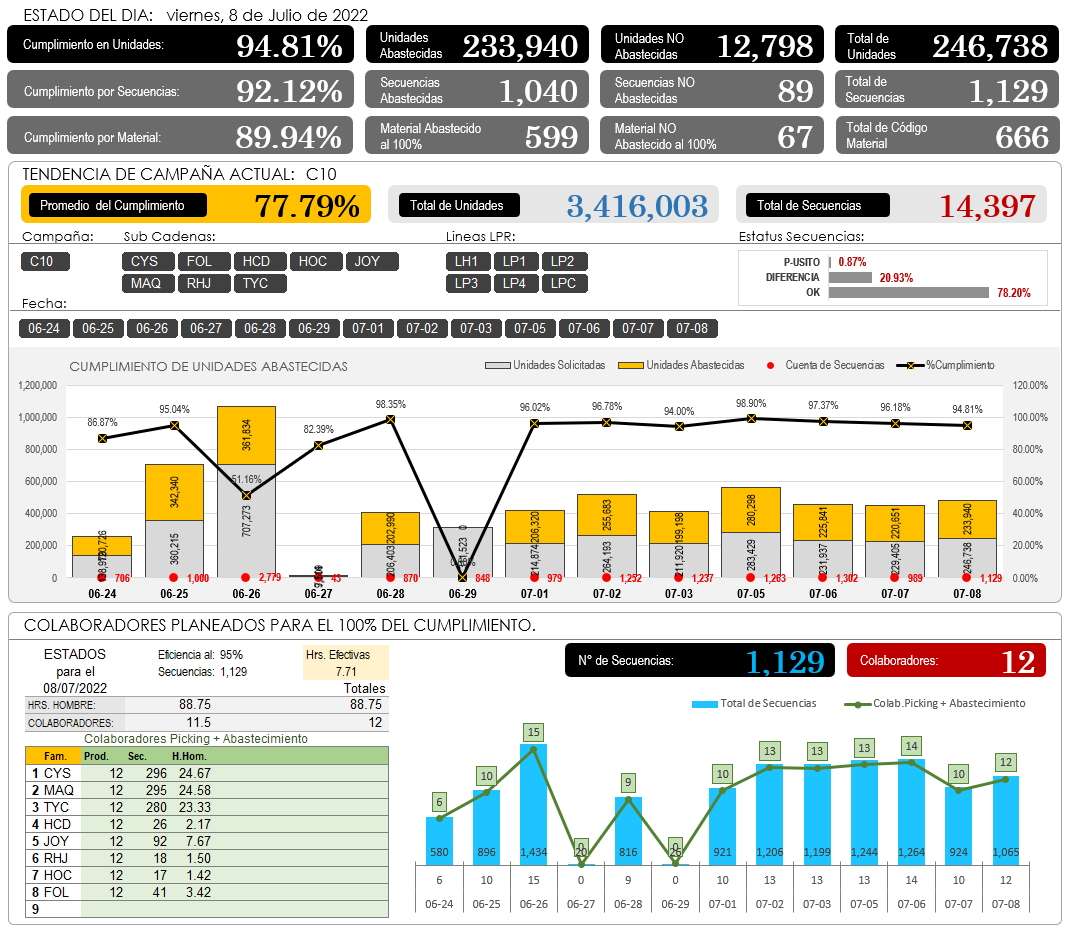 ESTADO DEL DIA: viernes, 8 de Julio de 2022
Cumplimiento en Unidades: 94.81%
Unidades Abastecidas 233,940
Unidades NO Abastecidas 12,798
Total de Unidades 246,738
Cumplimiento por Secuencias: 92.12%
Secuencias Abastecidas 1,040
Secuencias NO Abastecidas 89
Total de Secuencias 1,129
Cumplimiento por Material: 89.94%
Material Abastecido al 100% 599
Material NO Abastecido al 100% 67
Total de Código Material 666
TENDENCIA DE CAMPAÑA ACTUAL: C10
Promedio del Cumplimiento 77.79%
Total de Unidades 3,416,003
Total de Secuencias 14,397
Campaña: Sub Cadenas: Lineas LPR: Estatus Secuencias:
C10 CYS FOL HCD HOC JOY LH1 LP1 LP2
MAQ RHJ TYC LP3 LP4 LPC
P-USITO 0.87%
DIFERENCIA 20.93%
OK 78.20%
Fecha:
06-24 06-25 06-26 06-27 06-28 06-29 07-01 07-02 07-03 07-05 07-06 07-07 07-08
CUMPLIMIENTO DE UNIDADES ABASTECIDAS
Unidades Solicitadas Unidades Abastecidas Cuenta de Secuencias %Cumplimiento
1,200,000
1,000,000
800,000
600,000
400,000
200,000
0
120.00%
100.00%
80.00%
60.00%
40.00%
20.00%
0.00%
86.87% 95.04% 51.16% 82.39% 98.35% 96.02% 96.78% 94.00% 98.90% 97.37% 96.18% 94.81%
342,340 361,834 202,990 0 206,320 255,683 199,198 280,298 225,841 220,651 233,940
360,215 707,273 206,403 214,874 264,193 211,920 283,429 231,937 229,405 246,738
706 1,000 2,779 43 870 848 979 1,252 1,237 1,263 1,302 989 1,129
06-24 06-25 06-26 06-27 06-28 06-29 07-01 07-02 07-03 07-05 07-06 07-07 07-08
COLABORADORES PLANEADOS PARA EL 100% DEL CUMPLIMIENTO.
ESTADOS para el 08/07/2022
Eficiencia al: 95%
Secuencias: 1,129
Hrs. Efectivas
7.71
Totales
HRS. HOMBRE: 88.75 88.75
COLABORADORES: 11.5 12
Colaboradores Picking + Abastecimiento
Fam. Prod. Sec. H.Hom.
1 CYS 12 296 24.67
2 MAQ 12 295 24.58
3 TYC 12 280 23.33
4 HCD 12 26 2.17
5 JOY 12 92 7.67
6 RHJ 12 18 1.50
7 HOC 12 17 1.42
8 FOL 12 41 3.42
9
N° de Secuencias: 1,129
Colaboradores: 12
Total de Secuencias Colab.Picking + Abastecimiento
6 10 15 0 9 0 10 13 13 13 14 10 12
580 896 1,434 20 816 26 921 1,206 1,199 1,244 1,264 924 1,065
6 10 15 0 9 0 10 13 13 13 14 10 12
06-24 06-25 06-26 06-27 06-28 06-29 07-01 07-02 07-03 07-05 07-06 07-07 07-08